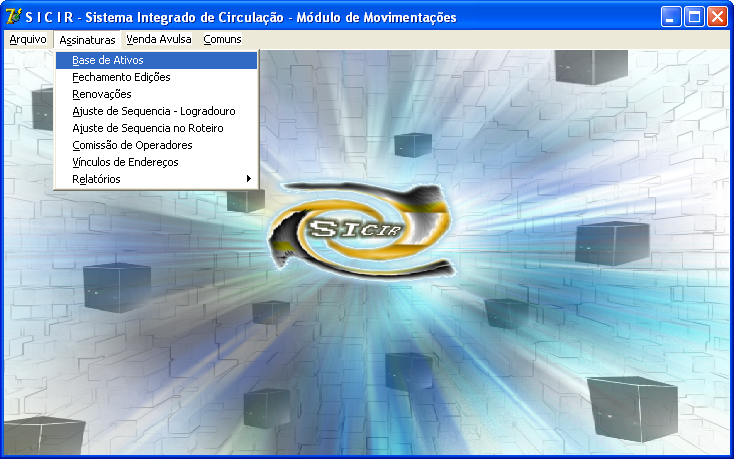 S I C I R - Sistema Integrado de Circulação - Módulo de Movimentações
Arquivo Assinaturas Venda Avulsa Comuns
Base de Ativos
Fechamento Edições
Renovações
Ajuste de Sequencia - Logradouro
Ajuste de Sequencia no Roteiro
Comissão de Operadores
Vínculos de Endereços
Relatórios
SICIR